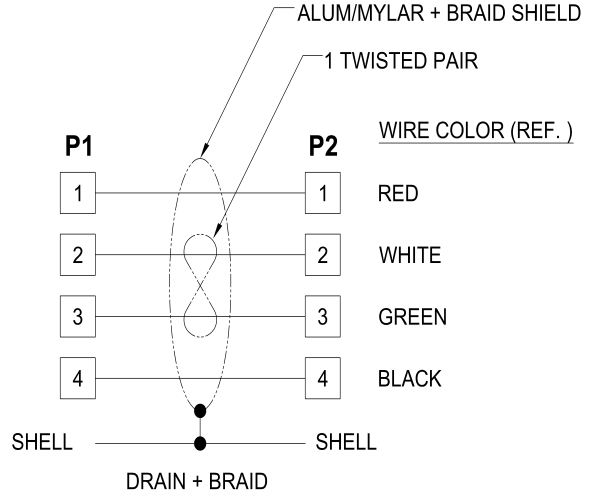 ALUM/MYLAR + BRAID SHIELD
1 TWISTED PAIR
WIRE COLOR (REF. )
P1 P2
1 1 RED
2 2 WHITE
3 3 GREEN
4 4 BLACK
SHELL SHELL
DRAIN + BRAID